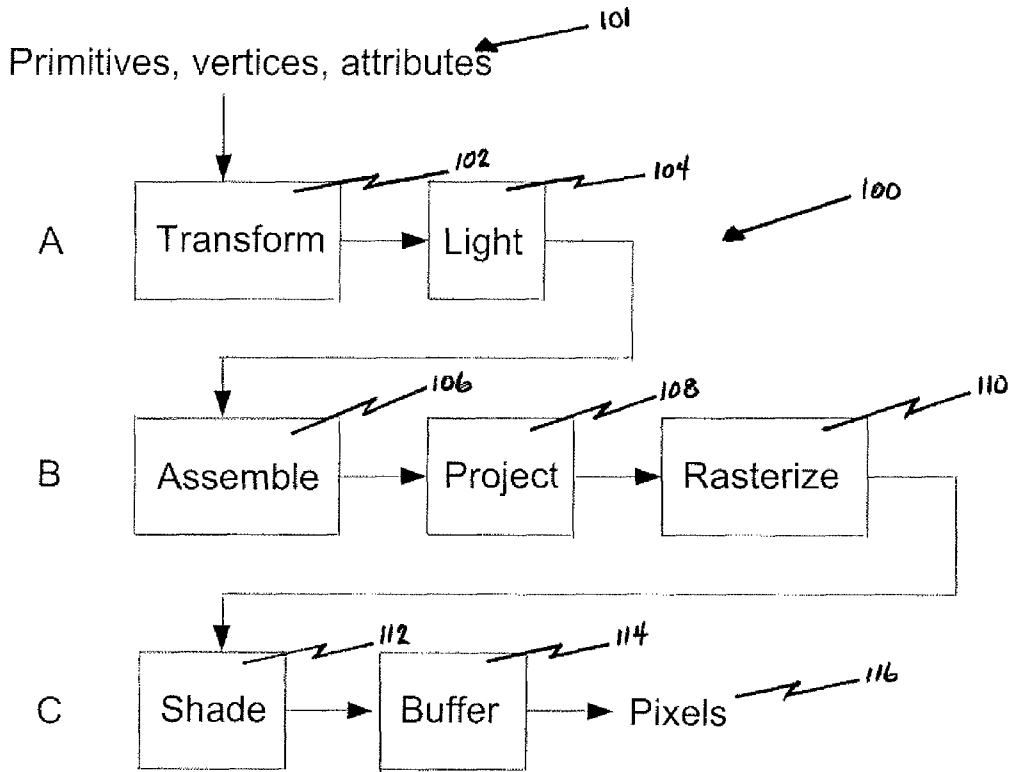 101
Primitives, vertices, attributes
102
104
100
A
Transform
Light
106
108
110
B
Assemble
Project
Rasterize
112
114
116
C
Shade
Buffer
Pixels